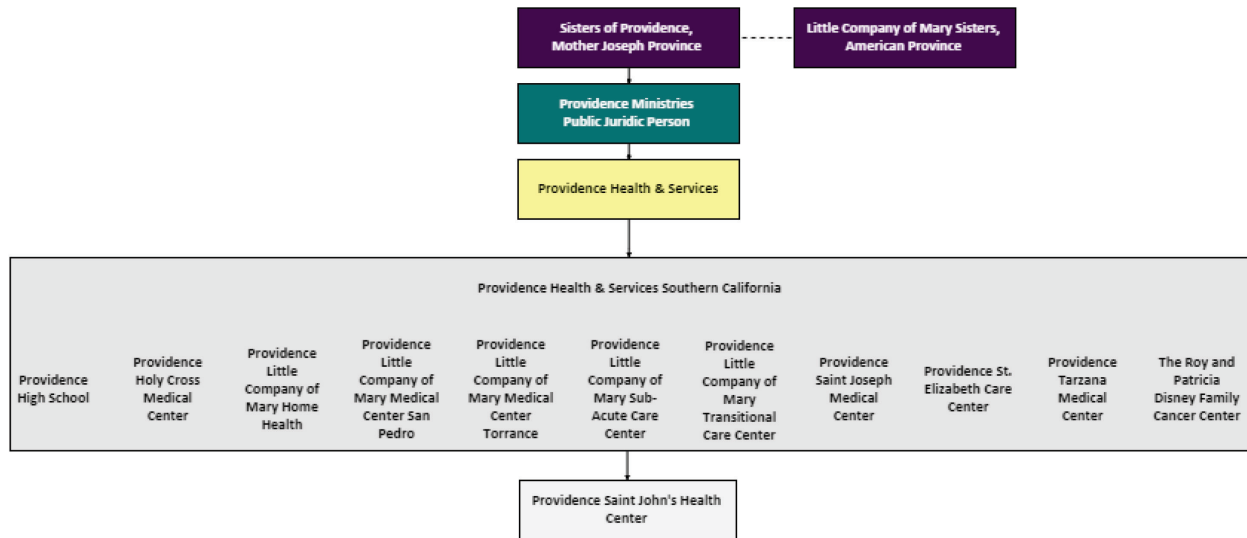 Sisters of Providence,
Mother Joseph Province
Little Company of Mary Sisters,
American Province
Providence Ministries
Public Juridic Person
Providence Health & Services
Providence Health & Services Southern California
Providence
High School
Providence
Holy Cross
Medical
Center
Providence
Little
Company of
Mary Home
Health
Providence
Little
Company of
Mary Medical
Center San
Pedro
Providence
Little
Company of
Mary Medical
Center
Torrance
Providence
Little
Company of
Mary Sub-
Acute Care
Center
Providence
Little
Company of
Mary
Transitional
Care Center
Providence
Saint Joseph
Medical
Center
Providence St.
Elizabeth Care
Center
Providence
Tarzana
Medical
Center
The Roy and
Patricia
Disney Family
Cancer Center
Providence Saint John's Health
Center